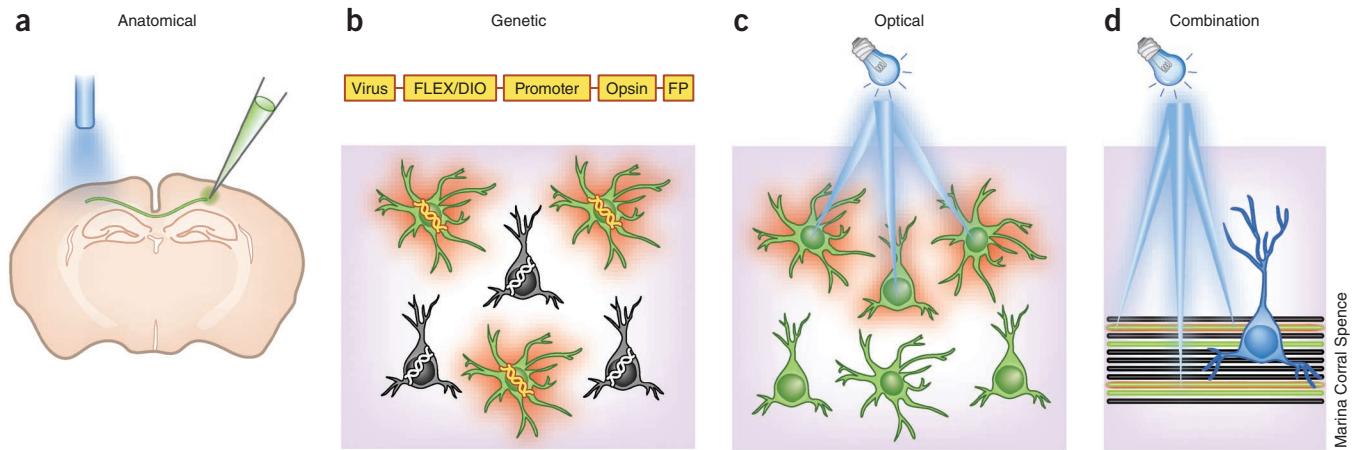 a Anatomical
b Genetic
Virus FLEX/DIO Promoter Opsin FP
c Optical
d Combination
Marina Corral Spence